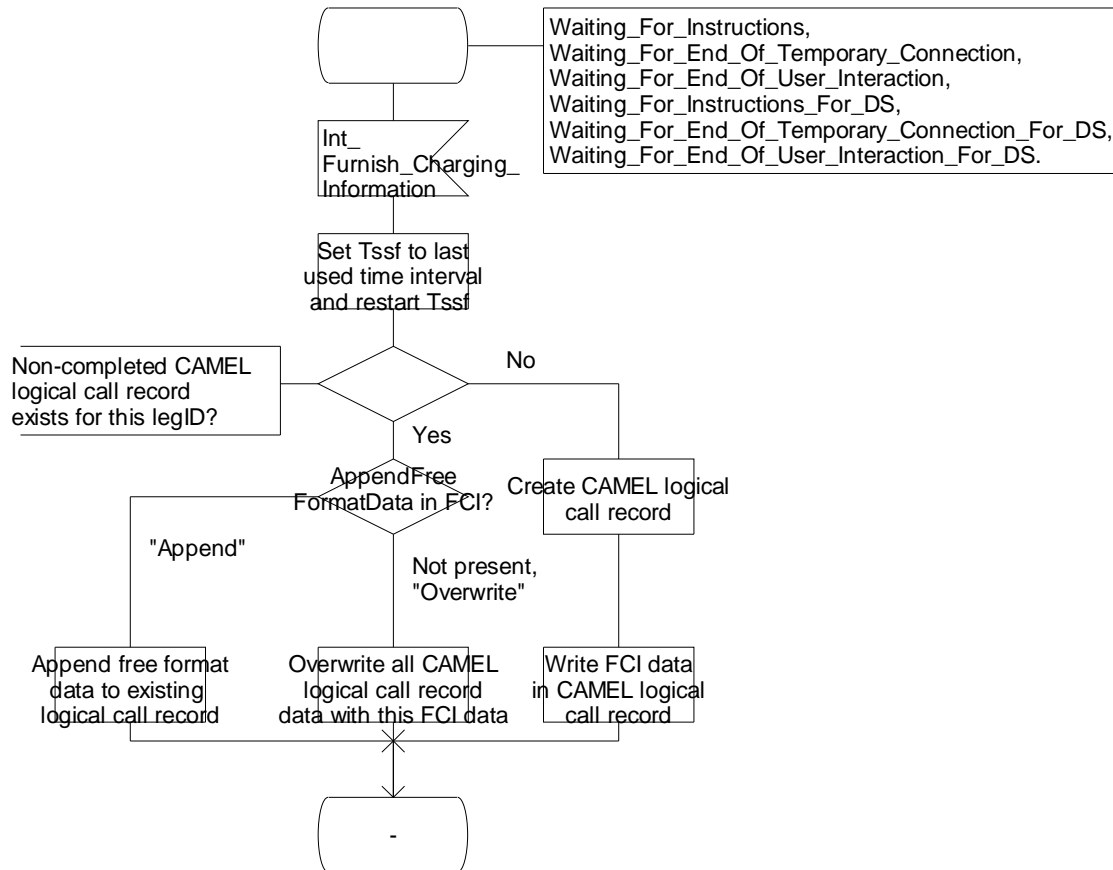 Waiting_For_Instructions,
Waiting_For_End_Of_Temporary_Connection,
Waiting_For_End_Of_User_Interaction,
Waiting_For_Instructions_For_DS,
Waiting_For_End_Of_Temporary_Connection_For_DS,
Waiting_For_End_Of_User_Interaction_For_DS.
Int_
Furnish_Charging_
Information
Set Tssf to last
used time interval
and restart Tssf
Non-completed CAMEL
logical call record
exists for this legID?
No
Yes
AppendFree
FormatData in FCI?
Create CAMEL logical
call record
"Append"
Not present,
"Overwrite"
Append free format
data to existing
logical call record
Overwrite all CAMEL
logical call record
data with this FCI data
Write FCI data
in CAMEL logical
call record
-